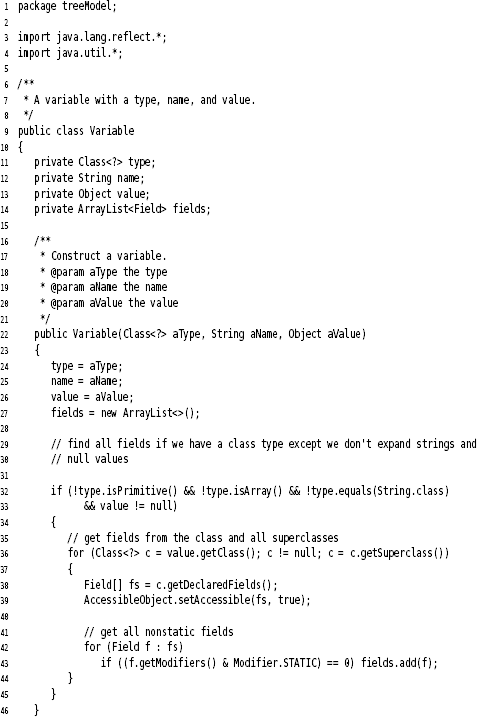 1 package treeModel;
2
3 import java.lang.reflect.*;
4 import java.util.*;
5
6 /**
7  * A variable with a type, name, and value.
8  */
9 public class Variable
10 {
11    private Class<?> type;
12    private String name;
13    private Object value;
14    private ArrayList<Field> fields;
15
16    /**
17     * Construct a variable.
18     * @param aType the type
19     * @param aName the name
20     * @param aValue the value
21     */
22    public Variable(Class<?> aType, String aName, Object aValue)
23    {
24       type = aType;
25       name = aName;
26       value = aValue;
27       fields = new ArrayList<>();
28
29       // find all fields if we have a class type except we don't expand strings and
30       // null values
31
32       if (!type.isPrimitive() && !type.isArray() && !type.equals(String.class)
33             && value != null)
34       {
35          // get fields from the class and all superclasses
36          for (Class<?> c = value.getClass(); c != null; c = c.getSuperclass())
37          {
38             Field[] fs = c.getDeclaredFields();
39             AccessibleObject.setAccessible(fs, true);
40
41             // get all nonstatic fields
42             for (Field f : fs)
43                if ((f.getModifiers() & Modifier.STATIC) == 0) fields.add(f);
44          }
45       }
46    }